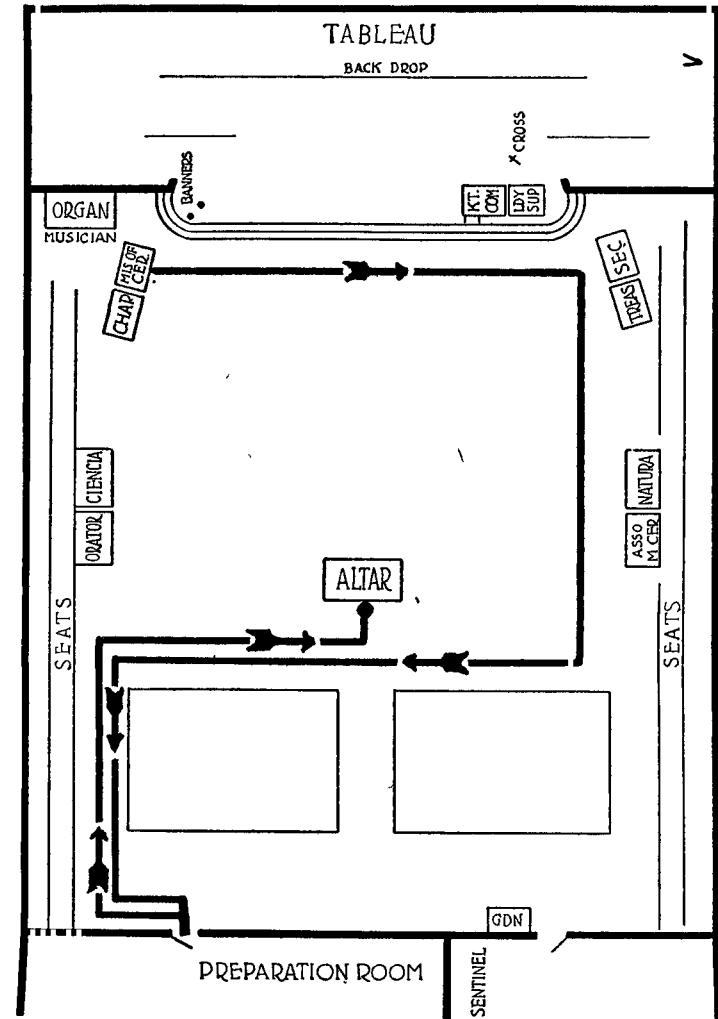 TABLEAU
BACK DROP
BANNERS
CROSS
KT.
COM
LDY
SUP
ORGAN
MUSICIAN
MIS OF
CER.
CHAP
SEC
TREAS
CIENCIA
ORATOR
NATURA
ASSO
M. CER
ALTAR
SEATS
SEATS
GDN
PREPARATION ROOM
SENTINEL